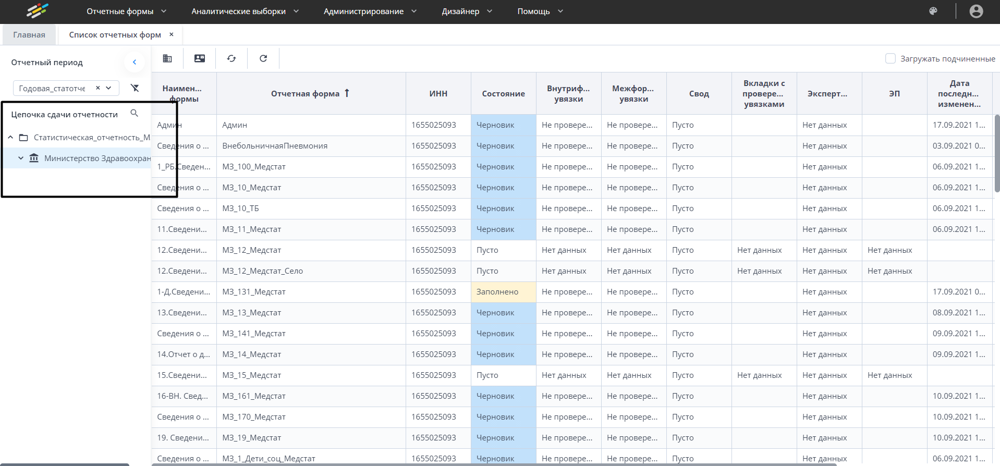 Отчетные формы Аналитические выборки Администрирование Дизайнер Помощь
Главная Список отчетных форм ×
Отчетный период
Загружать подчиненные
Годовая_статотче ×
Цепочка сдачи отчетности
Статистическая_отчетность_М
Министерство Здравоохран
Наимен... формы Отчетная форма ИНН Состояние Внутриф... увязки Межфор... увязки Свод Вкладки с провере... увязками Эксперт... ЭП Дата последн... изменен...
Админ Админ 1655025093 Черновик Не провере... Не провере... Пусто Нет данных 17.09.2021 1...
Сведения о ... ВнебольничнаяПневмония 1655025093 Черновик Не провере... Не провере... Пусто Нет данных 03.09.2021 0...
1_РБ.Сведен... МЗ_100_Медстат 1655025093 Черновик Не провере... Не провере... Пусто Нет данных 06.09.2021 1...
Сведения о ... МЗ_10_Медстат 1655025093 Черновик Не провере... Не провере... Пусто Нет данных 06.09.2021 1...
Сведения о ... МЗ_10_ТБ 1655025093 Черновик Не провере... Не провере... Пусто Нет данных 06.09.2021 1...
11.Сведени... МЗ_11_Медстат 1655025093 Черновик Не провере... Не провере... Пусто Нет данных 06.09.2021 1...
12.Сведени... МЗ_12_Медстат 1655025093 Пусто Нет данных Нет данных Пусто Нет данных Нет данных Нет данных
12.Сведени... МЗ_12_Медстат_Село 1655025093 Пусто Нет данных Нет данных Пусто Нет данных Нет данных Нет данных
1-Д.Сведени... МЗ_131_Медстат 1655025093 Заполнено Не провере... Не провере... Пусто Нет данных 17.09.2021 0...
13.Сведени... МЗ_13_Медстат 1655025093 Черновик Не провере... Не провере... Пусто Нет данных 08.09.2021 1...
Сведения о ... МЗ_141_Медстат 1655025093 Черновик Не провере... Не провере... Пусто Нет данных 09.09.2021 1...
14.Отчет о д... МЗ_14_Медстат 1655025093 Черновик Не провере... Не провере... Пусто Нет данных 09.09.2021 1...
15.Сведени... МЗ_15_Медстат 1655025093 Пусто Нет данных Нет данных Пусто Нет данных Нет данных Нет данных
16-ВН. Свед... МЗ_161_Медстат 1655025093 Черновик Не провере... Не провере... Пусто Нет данных 10.09.2021 1...
Сведения о ... МЗ_170_Медстат 1655025093 Черновик Не провере... Не провере... Пусто Нет данных 10.09.2021 1...
19. Сведени... МЗ_19_Медстат 1655025093 Черновик Не провере... Не провере... Пусто Нет данных 10.09.2021 1...
Сведения о ... МЗ_1_Дети_соц_Медстат 1655025093 Черновик Не провере... Не провере... Пусто Нет данных 06.09.2021 1...